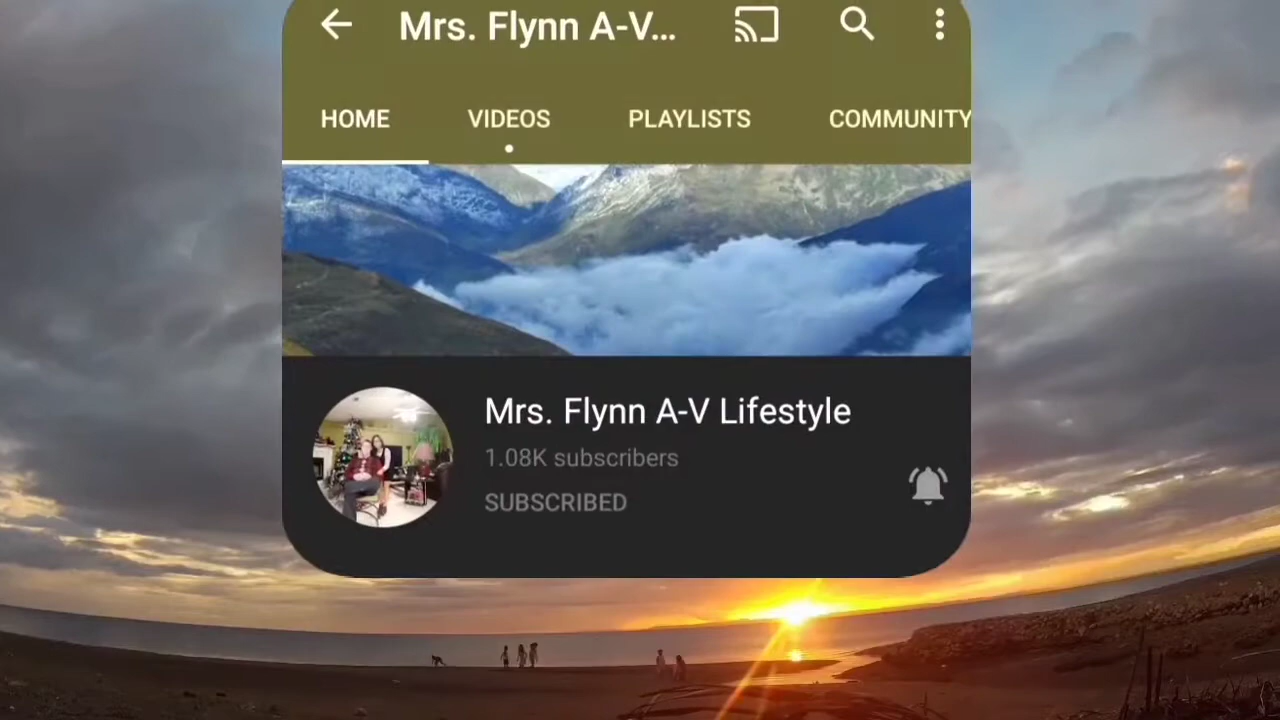 Mrs. Flynn A-V...
HOME VIDEOS PLAYLISTS COMMUNITY
Mrs. Flynn A-V Lifestyle
1.08K subscribers
SUBSCRIBED